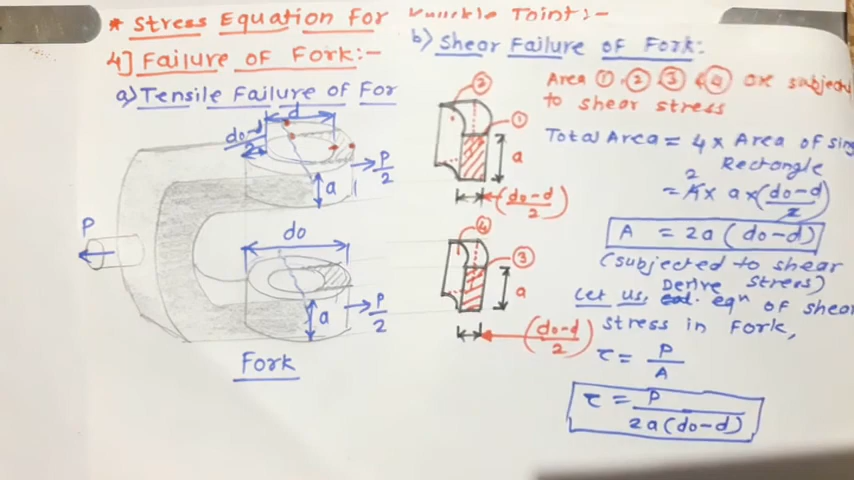 * Stress Equation For Knuckle Joint:-
4] Failure of Fork:-
a) Tensile Failure of For
d
do-d
2
P
2
a
P
do
a
P
2
Fork
b) Shear Failure of Fork:
Area ① ② ③ ④ are subject
to shear stress
②
①
a
(do-d)
2
④
③
a
(do-d)
2
Total Area = 4 x Area of sing
Rectangle
2
= 4 x a x (do-d)
2
A = 2a (do-d)
(subjected to shear
stress)
Derive
Let us eqn of shear
stress in Fork,
τ = P
A
τ = P
2a(do-d)